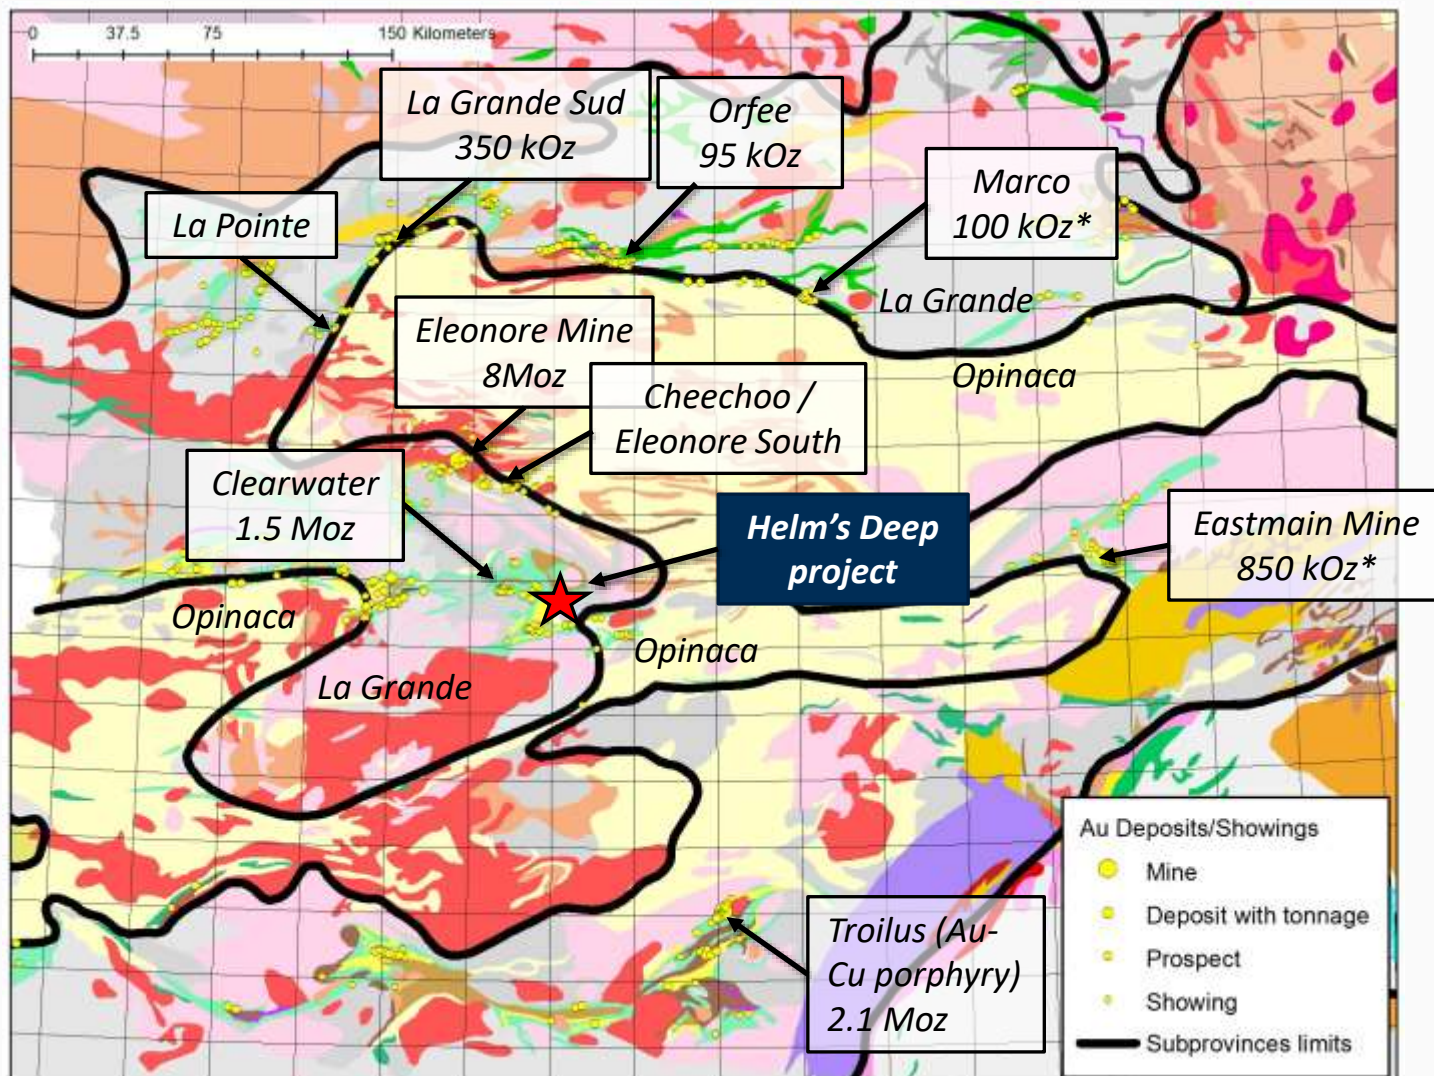 0 37.5 75 150 Kilometers
La Grande Sud
350 kOz
Orfee
95 kOz
Marco
100 kOz*
La Pointe
La Grande
Eleonore Mine
8Moz
Opinaca
Cheechoo /
Eleonore South
Clearwater
1.5 Moz
Helm's Deep
project
Eastmain Mine
850 kOz*
Opinaca
Opinaca
La Grande
Troilus (Au-
Cu porphyry)
2.1 Moz
Au Deposits/Showings
Mine
Deposit with tonnage
Prospect
Showing
Subprovinces limits